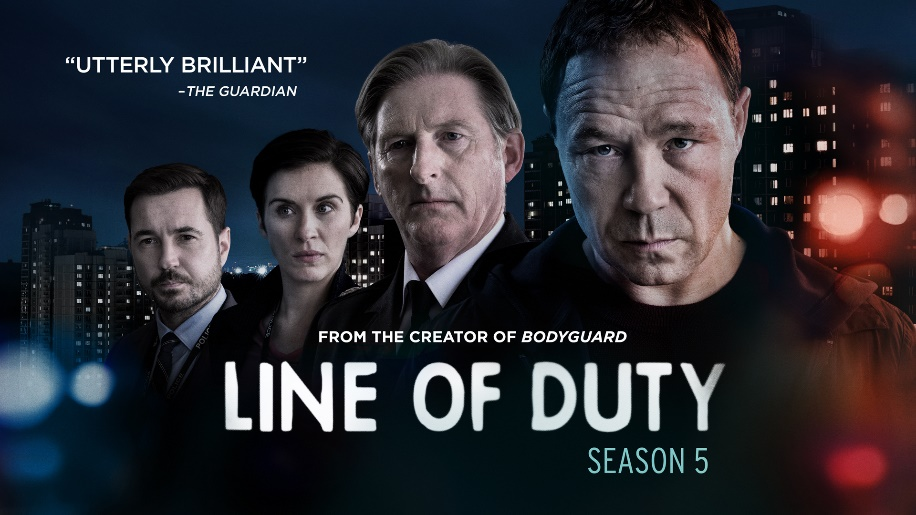 “UTTERLY BRILLIANT”
–THE GUARDIAN
FROM THE CREATOR OF BODYGUARD
LINE OF DUTY
SEASON 5